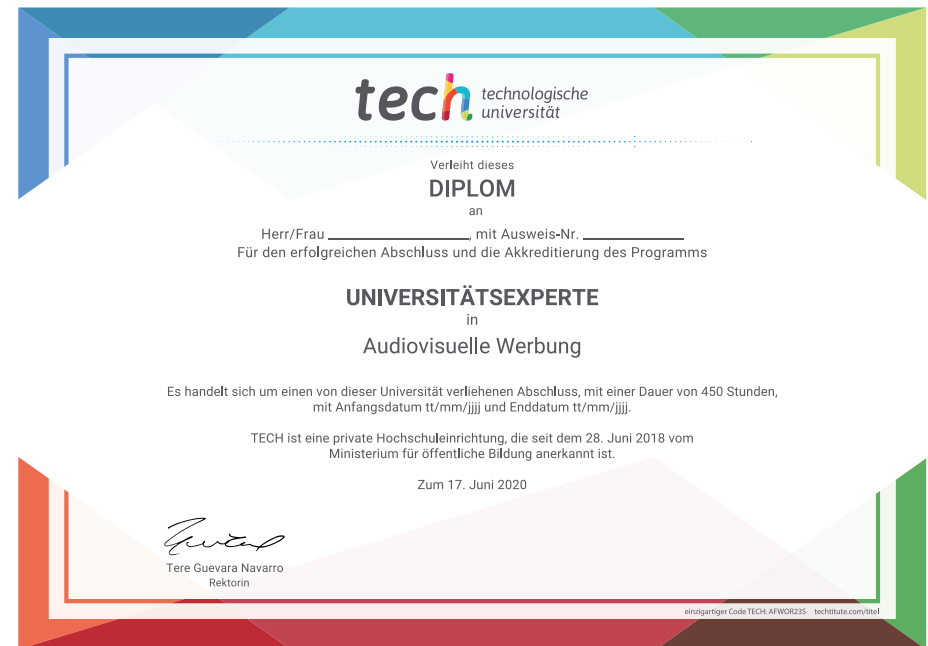 tech technologische
universität
Verleiht dieses
DIPLOM
an
Herr/Frau ____________________, mit Ausweis-Nr. ______________
Für den erfolgreichen Abschluss und die Akkreditierung des Programms
UNIVERSITÄTSEXPERTE
in
Audiovisuelle Werbung
Es handelt sich um einen von dieser Universität verliehenen Abschluss, mit einer Dauer von 450 Stunden,
mit Anfangsdatum tt/mm/jjjj und Enddatum tt/mm/jjjj.
TECH ist eine private Hochschuleinrichtung, die seit dem 28. Juni 2018 vom
Ministerium für öffentliche Bildung anerkannt ist.
Zum 17. Juni 2020
Tere Guevara Navarro
Rektorin
einzigartiger Code TECH: AFWOR23S techtitute.com/titel